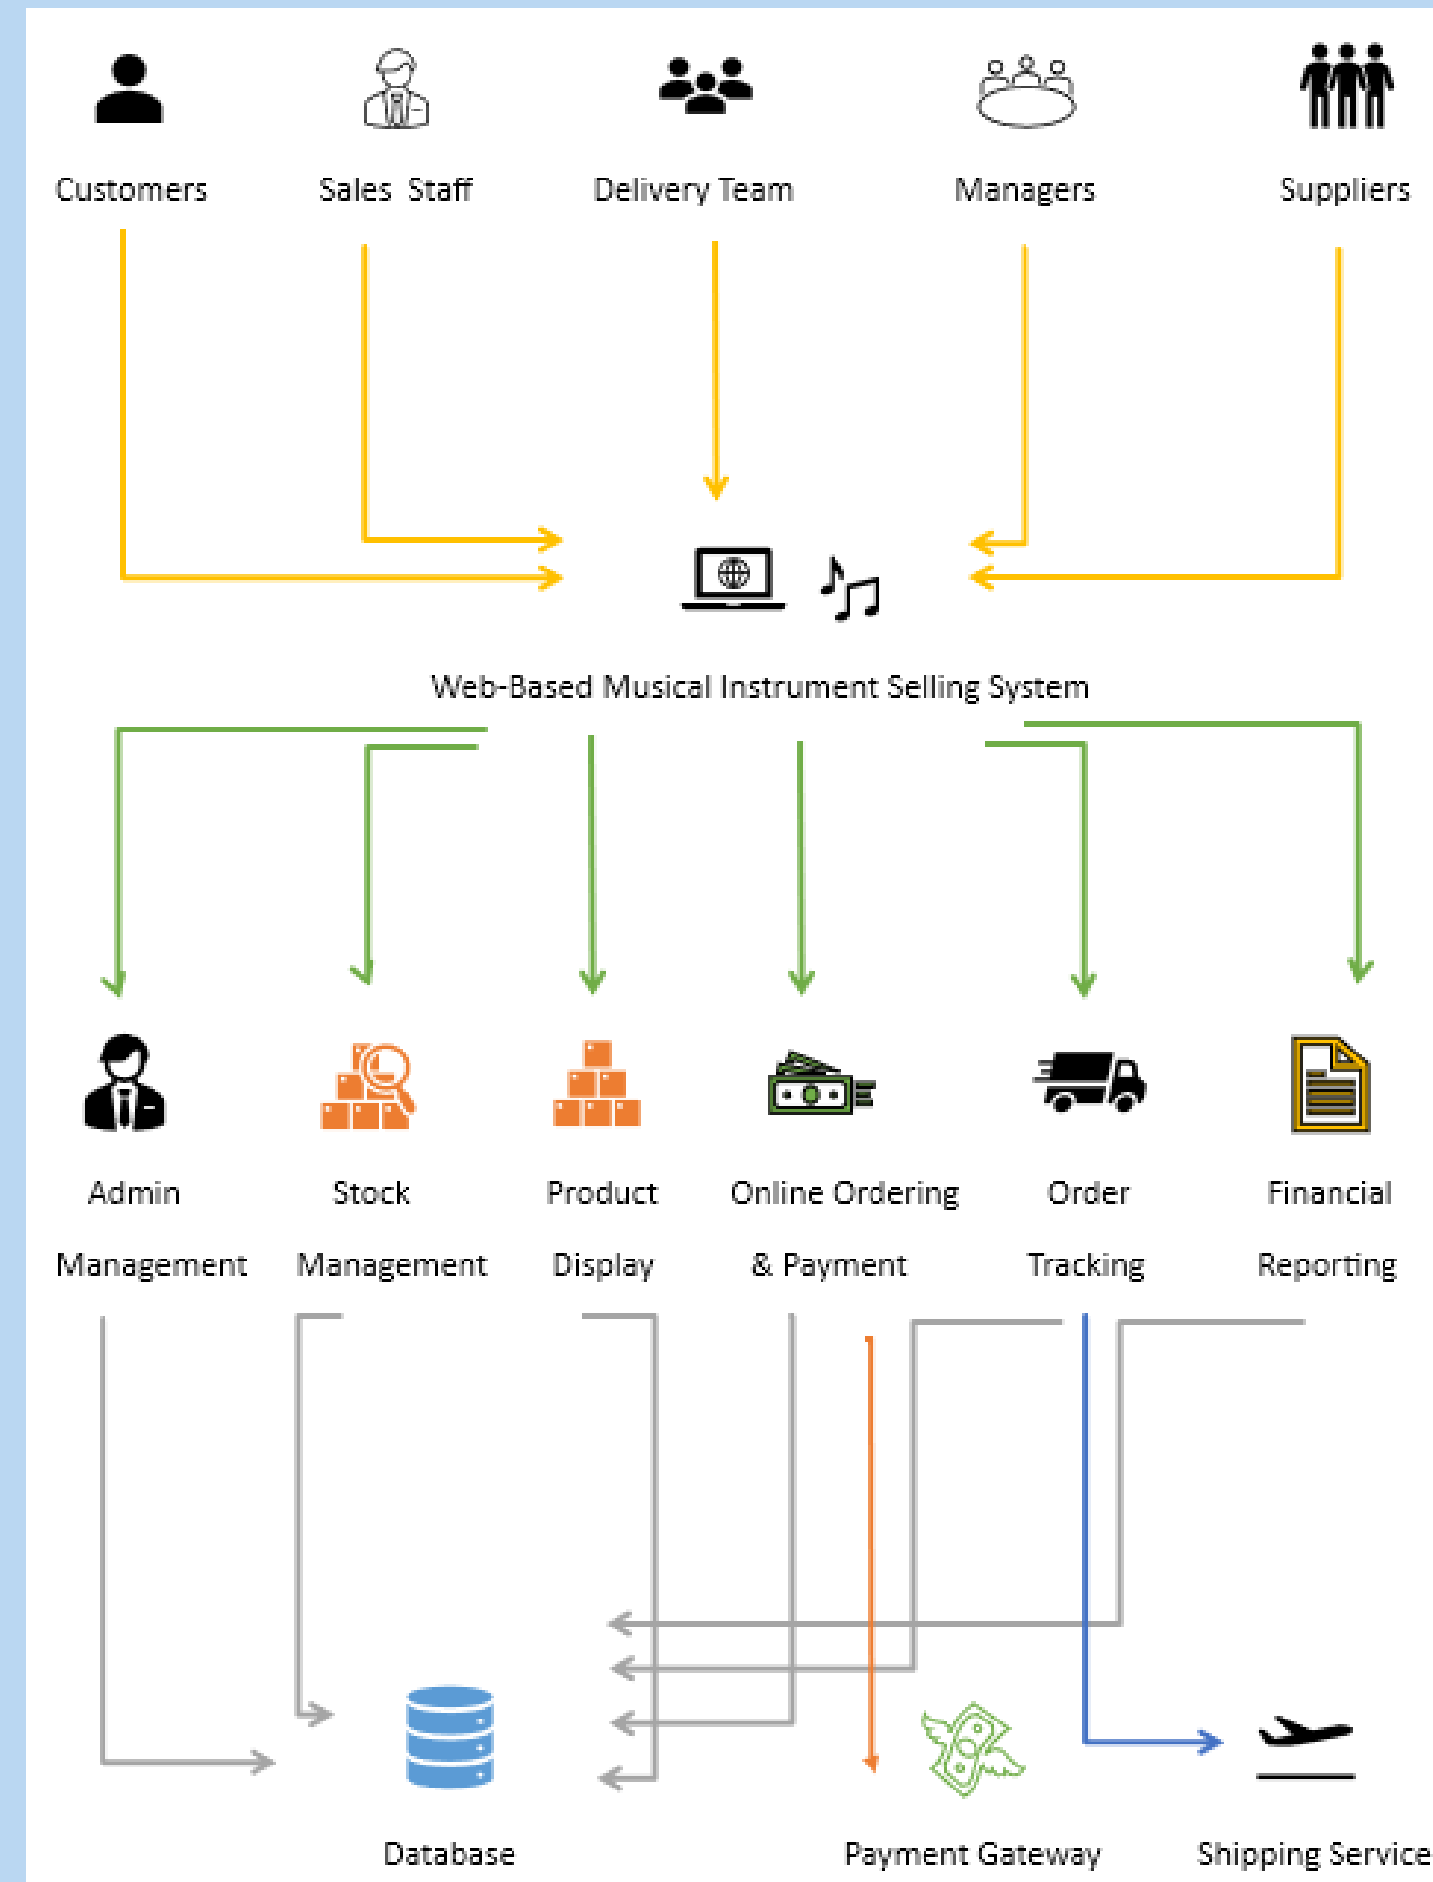 Customers
Sales Staff
Delivery Team
Managers
Suppliers
Web-Based Musical Instrument Selling System
Admin
Management
Stock
Management
Product
Display
Online Ordering
& Payment
Order
Tracking
Financial
Reporting
Database
Payment Gateway
Shipping Service